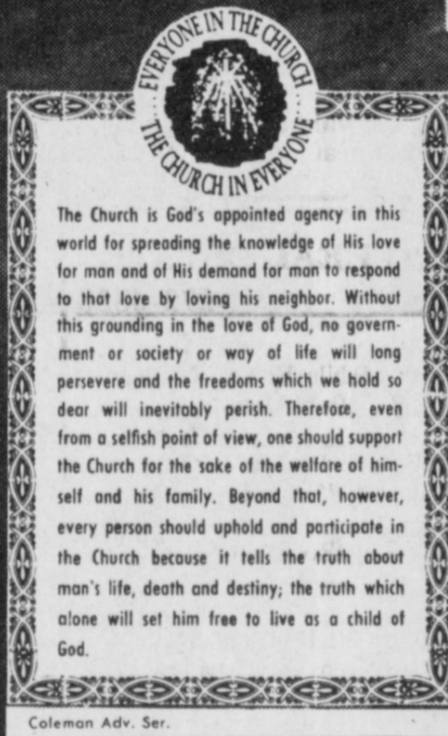 EVERYONE IN THE CHURCH
THE CHURCH IN EVERYONE
The Church is God's appointed agency in this
world for spreading the knowledge of His love
for man and of His demand for man to respond
to that love by loving his neighbor. Without
this grounding in the love of God, no govern-
ment or society or way of life will long
persevere and the freedoms which we hold so
dear will inevitably perish. Therefore, even
from a selfish point of view, one should support
the Church for the sake of the welfare of him-
self and his family. Beyond that, however,
every person should uphold and participate in
the Church because it tells the truth about
man's life, death and destiny; the truth which
alone will set him free to live as a child of
God.
Coleman Adv. Ser.